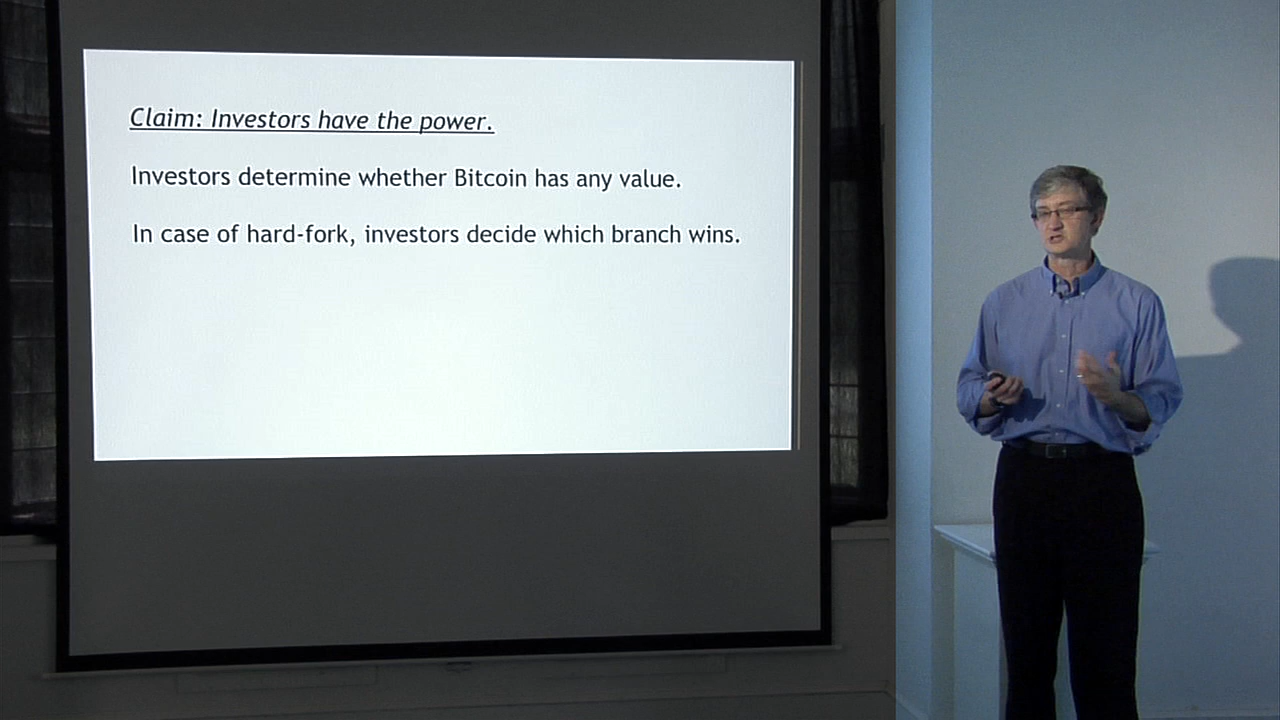 Claim: Investors have the power.
Investors determine whether Bitcoin has any value.
In case of hard-fork, investors decide which branch wins.